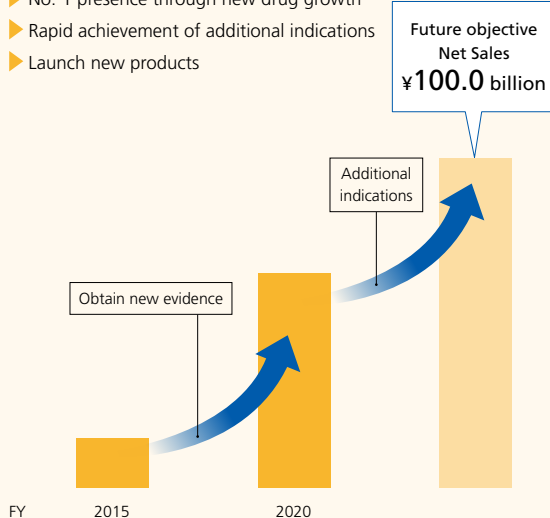 No. 1 presence through new drug growth
Rapid achievement of additional indications
Launch new products
Future objective
Net Sales
¥100.0 billion
Additional
indications
Obtain new evidence
FY 2015 2020